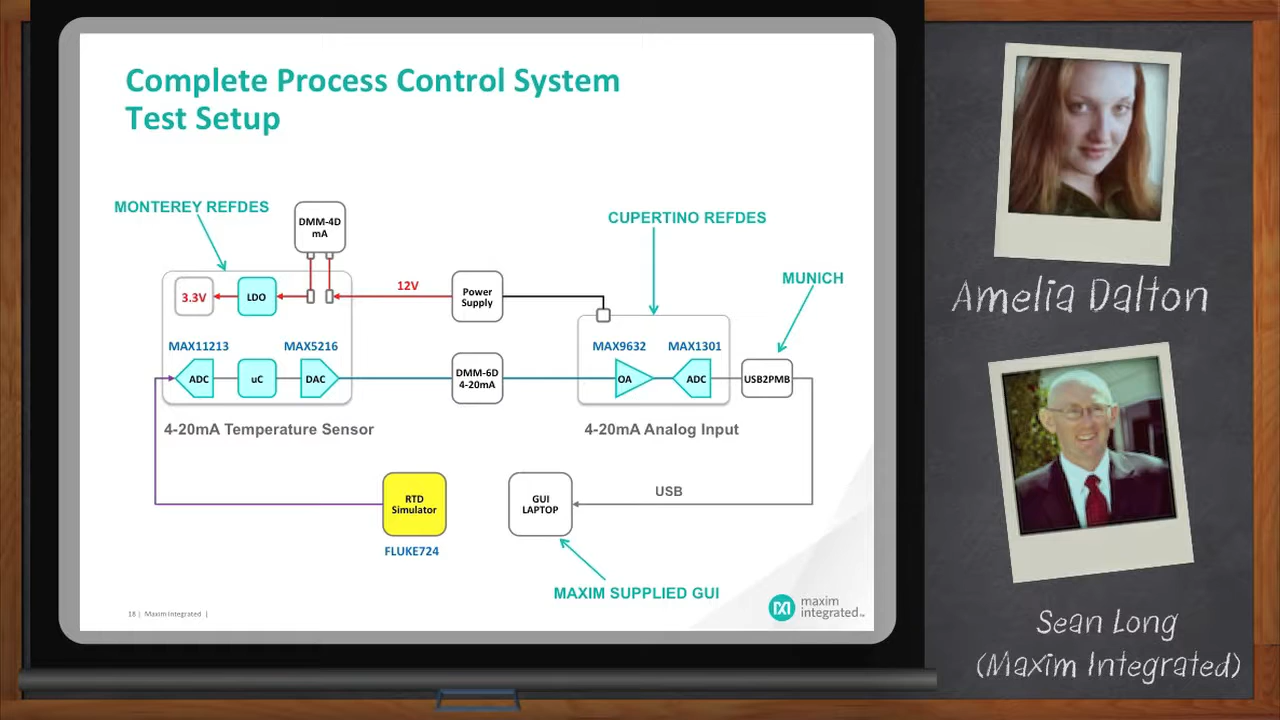 Complete Process Control System
Test Setup
MONTEREY REFDES
DMM-4D
mA
CUPERTINO REFDES
MUNICH
3.3V
LDO
12V
Power
Supply
MAX11213
MAX5216
MAX9632
MAX1301
ADC
uC
DAC
DMM-6D
4-20mA
OA
ADC
USB2PMB
4-20mA Temperature Sensor
4-20mA Analog Input
RTD
Simulator
GUI
LAPTOP
USB
FLUKE724
MAXIM SUPPLIED GUI
18 | Maxim Integrated |
maxim
integrated™
Amelia Dalton
Sean Long
(Maxim Integrated)